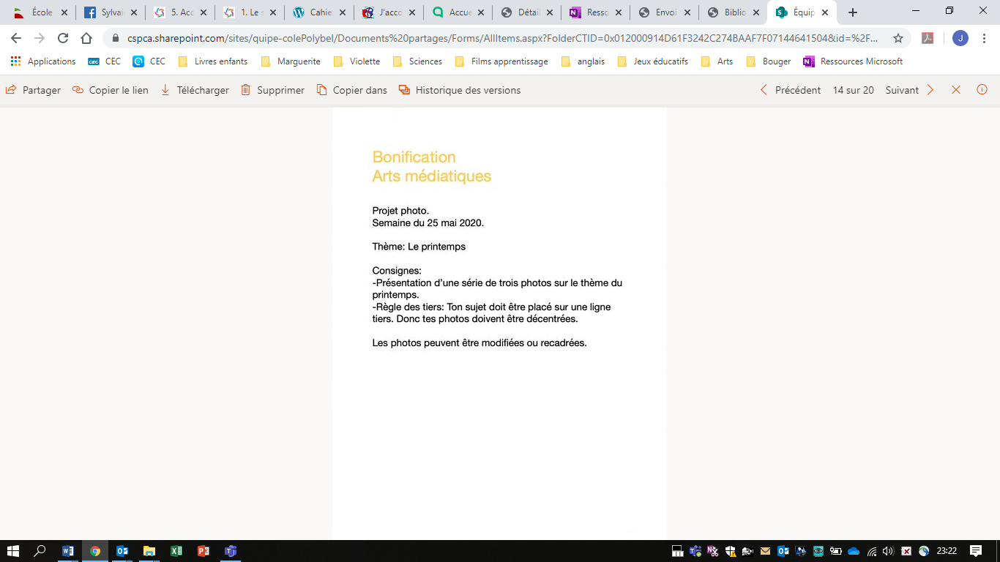 École
Sylvai
5. Acc
1. Le s
Cahie
J'acco
Accue
Détail
Resso
Envoi
Biblio
Équip
cspca.sharepoint.com/sites/quipe-colePolybel/Documents%20partages/Forms/AllItems.aspx?FolderCTID=0x012000914D61F3242C274BAAF7F07144641504&id=%2F...
J
Applications
CEC CEC
CEC
Livres enfants
Marguerite
Violette
Sciences
Films apprentissage
anglais
Jeux éducatifs
Arts
Bouger
Ressources Microsoft
Partager
Copier le lien
Télécharger
Supprimer
Copier dans
Historique des versions
Précédent
14 sur 20
Suivant
Bonification
Arts médiatiques
Projet photo.
Semaine du 25 mai 2020.
Thème: Le printemps
Consignes:
-Présentation d'une série de trois photos sur le thème du
printemps.
-Règle des tiers: Ton sujet doit être placé sur une ligne
tiers. Donc tes photos doivent être décentrées.
Les photos peuvent être modifiées ou recadrées.
23:22